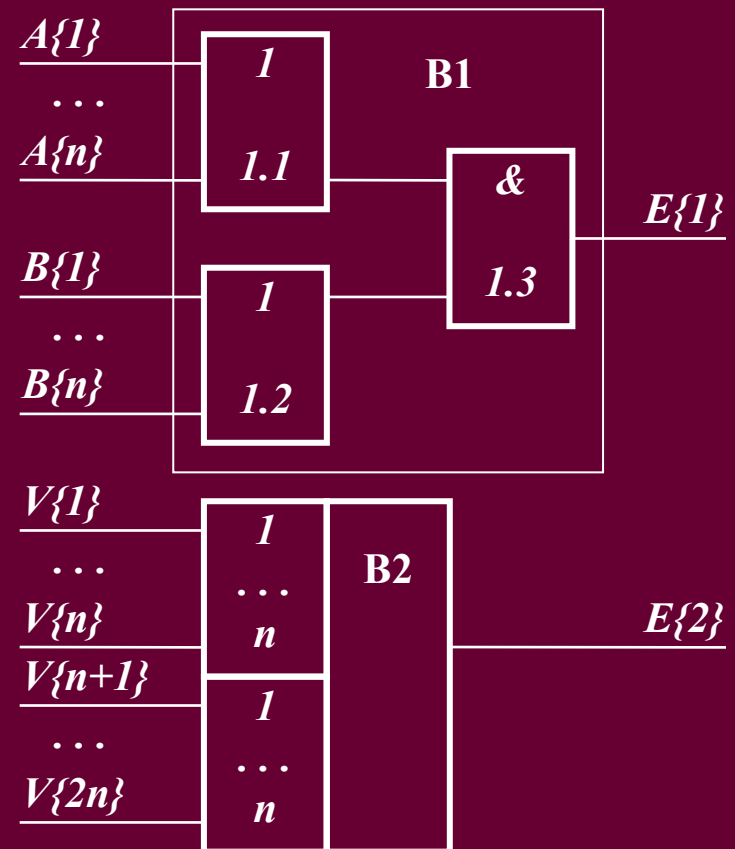 A{1}
. . .
A{n}
1
1.1
B1
&
1.3
E{1}
B{1}
. . .
B{n}
1
1.2
V{1}
. . .
V{n}
V{n+1}
. . .
V{2n}
1
. . .
n
1
. . .
n
B2
E{2}